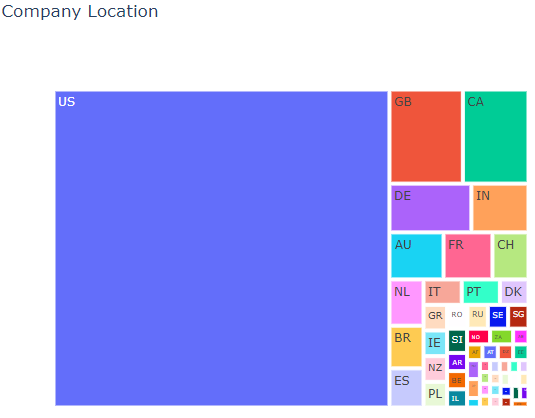 Company Location
US
GB
CA
DE
IN
AU
FR
CH
NL
IT
PT
DK
GR
RO
RU
SE
SG
BR
IE
SI
NO
ZA
AR
ES
NZ
BE
PL
IL
AT